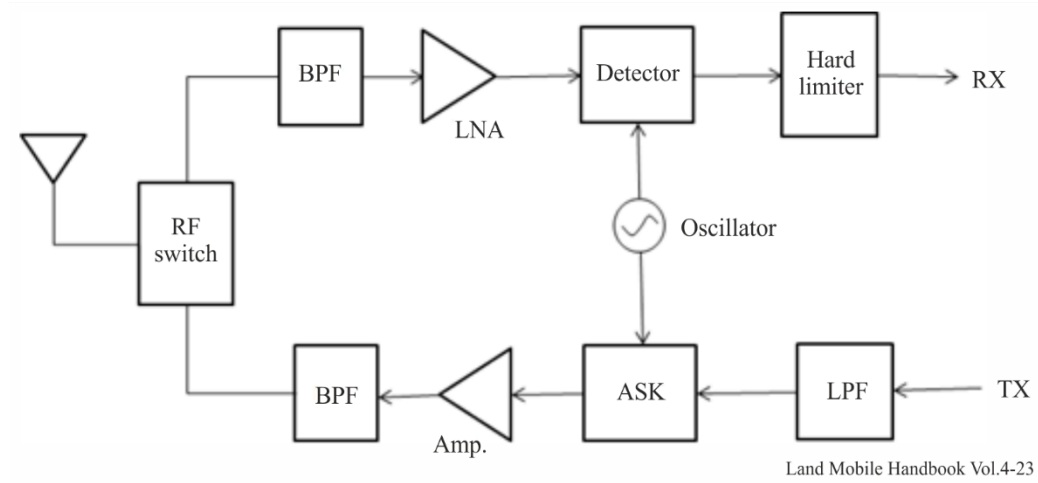 BPF
LNA
Detector
Hard
limiter
RX
RF
switch
Oscillator
BPF
Amp.
ASK
LPF
TX
Land Mobile Handbook Vol.4-23